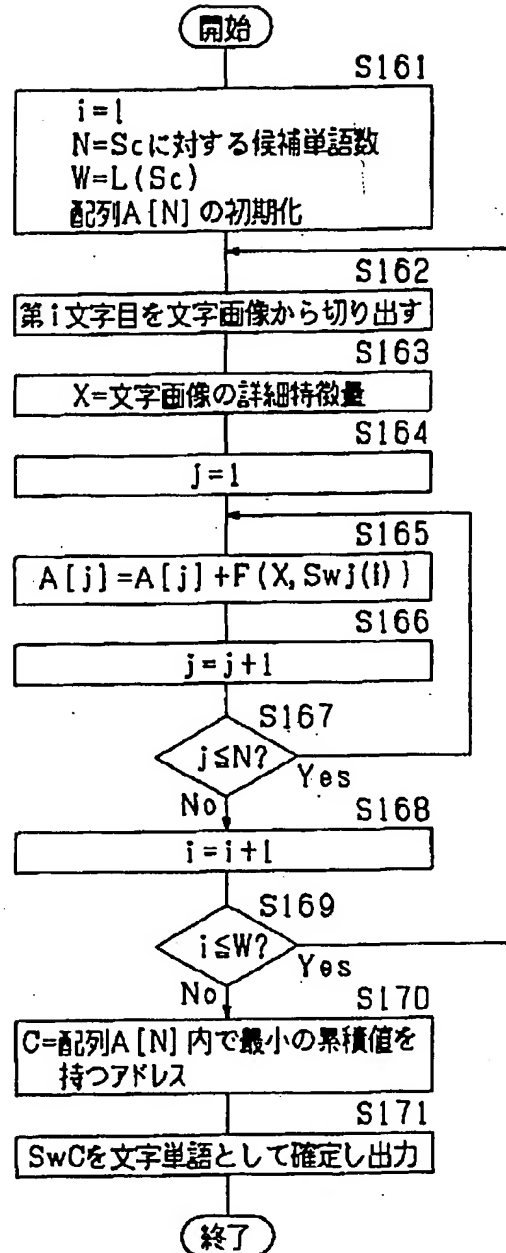 開始
S161
i=1
N=Scに対する候補単語数
W=L(Sc)
配列A[N]の初期化
S162
第i文字目を文字画像から切り出す
S163
X=文字画像の詳細特徴量
S164
j=1
S165
A[j]=A[j]+F(X,Swj(i))
S166
j=j+1
S167
j≦N?
Yes
No
S168
i=i+1
S169
i≦W?
Yes
No
S170
C=配列A[N]内で最小の累積値を
持つアドレス
S171
SwCを文字単語として確定し出力
終了